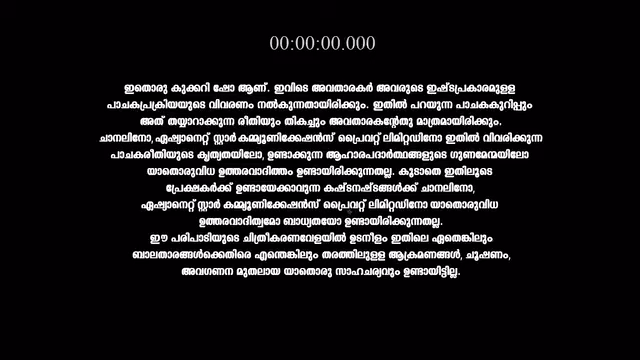 00:00:00.000
ഇതൊരു കുക്കറി ഷോ ആണ്. ഇവിടെ അവതാരകർ അവരുടെ ഇഷ്ടപ്രകാരമുള്ള
പാചകപ്രക്രിയയുടെ വിവരണം നൽകുന്നതായിരിക്കും. ഇതിൽ പറയുന്ന പാചകകുറിപ്പും
അത് തയ്യാറാക്കുന്ന രീതിയും തികച്ചും അവതാരകന്റേതു മാത്രമായിരിക്കും.
ചാനലിനോ, ഏഷ്യാനെറ്റ് സ്റ്റാർ കമ്മ്യൂണിക്കേഷൻസ് പ്രൈവറ്റ് ലിമിറ്റഡിനോ ഇതിൽ വിവരിക്കുന്ന
പാചകരീതിയുടെ കൃത്യതയിലോ, ഉണ്ടാക്കുന്ന ആഹാരപദാർത്ഥങ്ങളുടെ ഗുണമേന്മയിലോ
യാതൊരുവിധ ഉത്തരവാദിത്തം ഉണ്ടായിരിക്കുന്നതല്ല. കൂടാതെ ഇതിലൂടെ
പ്രേക്ഷകർക്ക് ഉണ്ടായേക്കാവുന്ന കഷ്ടനഷ്ടങ്ങൾക്ക് ചാനലിനോ,
ഏഷ്യാനെറ്റ് സ്റ്റാർ കമ്മ്യൂണിക്കേഷൻസ് പ്രൈവറ്റ് ലിമിറ്റഡിനോ യാതൊരുവിധ
ഉത്തരവാദിത്വമോ ബാധ്യതയോ ഉണ്ടായിരിക്കുന്നതല്ല.
ഈ പരിപാടിയുടെ ചിത്രീകരണവേളയിൽ ഉടനീളം ഇതിലെ ഏതെങ്കിലും
ബാലതാരങ്ങൾക്കെതിരെ എന്തെങ്കിലും തരത്തിലുളള ആക്രമണങ്ങൾ, ചൂഷണം,
അവഗണന മുതലായ യാതൊരു സാഹചര്യവും ഉണ്ടായിട്ടില്ല.